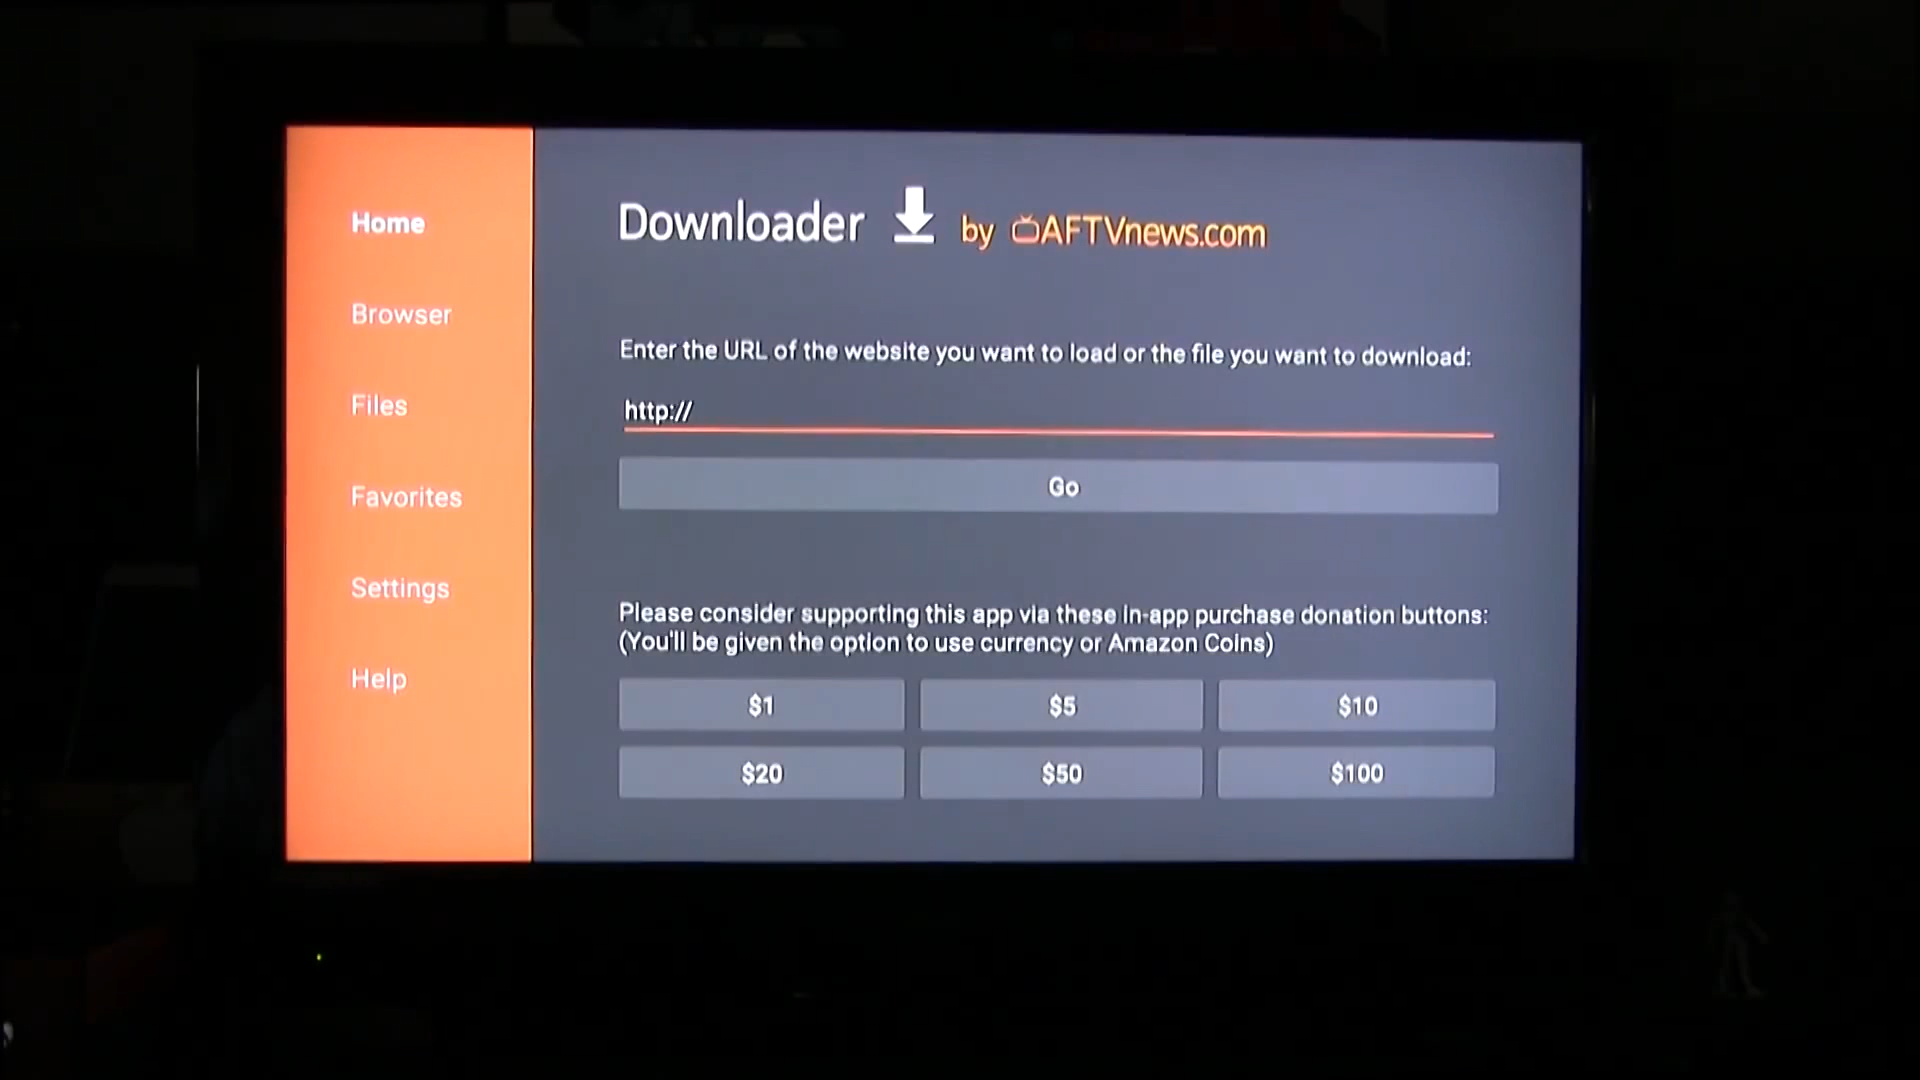 Home
Browser
Files
Favorites
Settings
Help
Downloader by AFTVnews.com
Enter the URL of the website you want to load or the file you want to download:
http://
Go
Please consider supporting this app via these in-app purchase donation buttons:
(You'll be given the option to use currency or Amazon Coins)
$1 $5 $10
$20 $50 $100